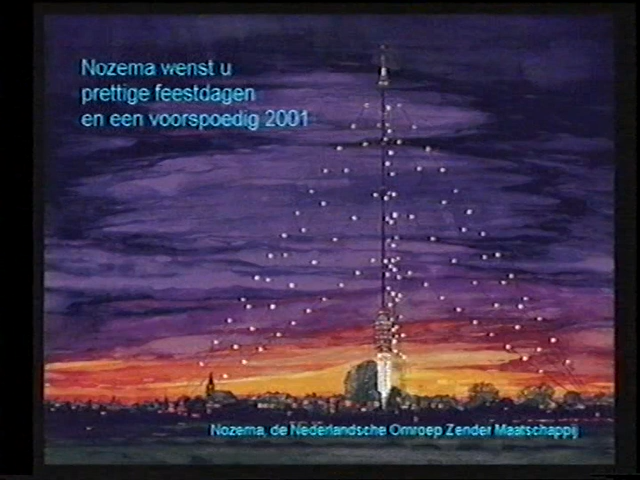 Nozema wenst u
prettige feestdagen
en een voorspoedig 2001
Nozema, de Nederlandsche Omroep Zender Maatschappij